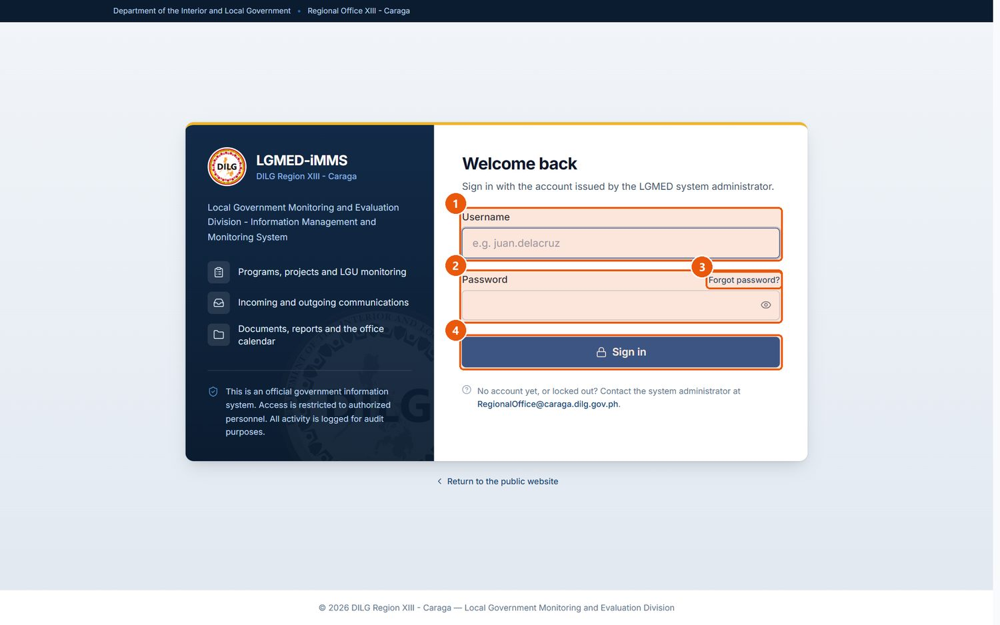 Department of the Interior and Local Government • Regional Office XIII - Caraga
DILG
LGMED-iMMS
DILG Region XIII - Caraga
Local Government Monitoring and Evaluation
Division - Information Management and
Monitoring System
Programs, projects and LGU monitoring
Incoming and outgoing communications
Documents, reports and the office
calendar
This is an official government information
system. Access is restricted to authorized
personnel. All activity is logged for audit
purposes.
DILG
Welcome back
Sign in with the account issued by the LGMED system administrator.
1
Username
e.g. juan.delacruz
2
Password
3
Forgot password?
4
Sign in
No account yet, or locked out? Contact the system administrator at
RegionalOffice@caraga.dilg.gov.ph.
Return to the public website
© 2026 DILG Region XIII - Caraga — Local Government Monitoring and Evaluation Division